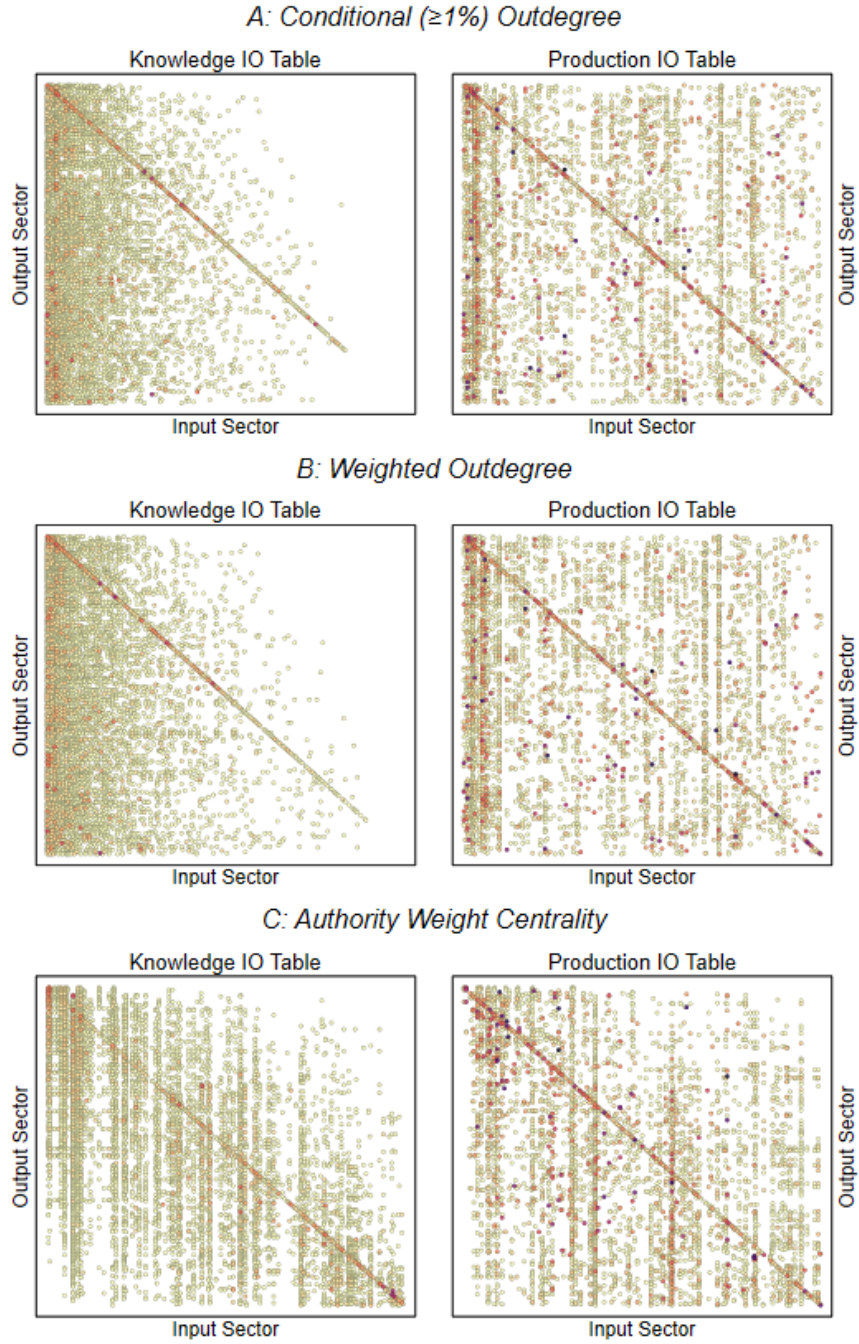 A: Conditional (≥1%) Outdegree
Knowledge IO Table
Production IO Table
Output Sector
Output Sector
Input Sector
Input Sector
B: Weighted Outdegree
Knowledge IO Table
Production IO Table
Output Sector
Output Sector
Input Sector
Input Sector
C: Authority Weight Centrality
Knowledge IO Table
Production IO Table
Output Sector
Output Sector
Input Sector
Input Sector